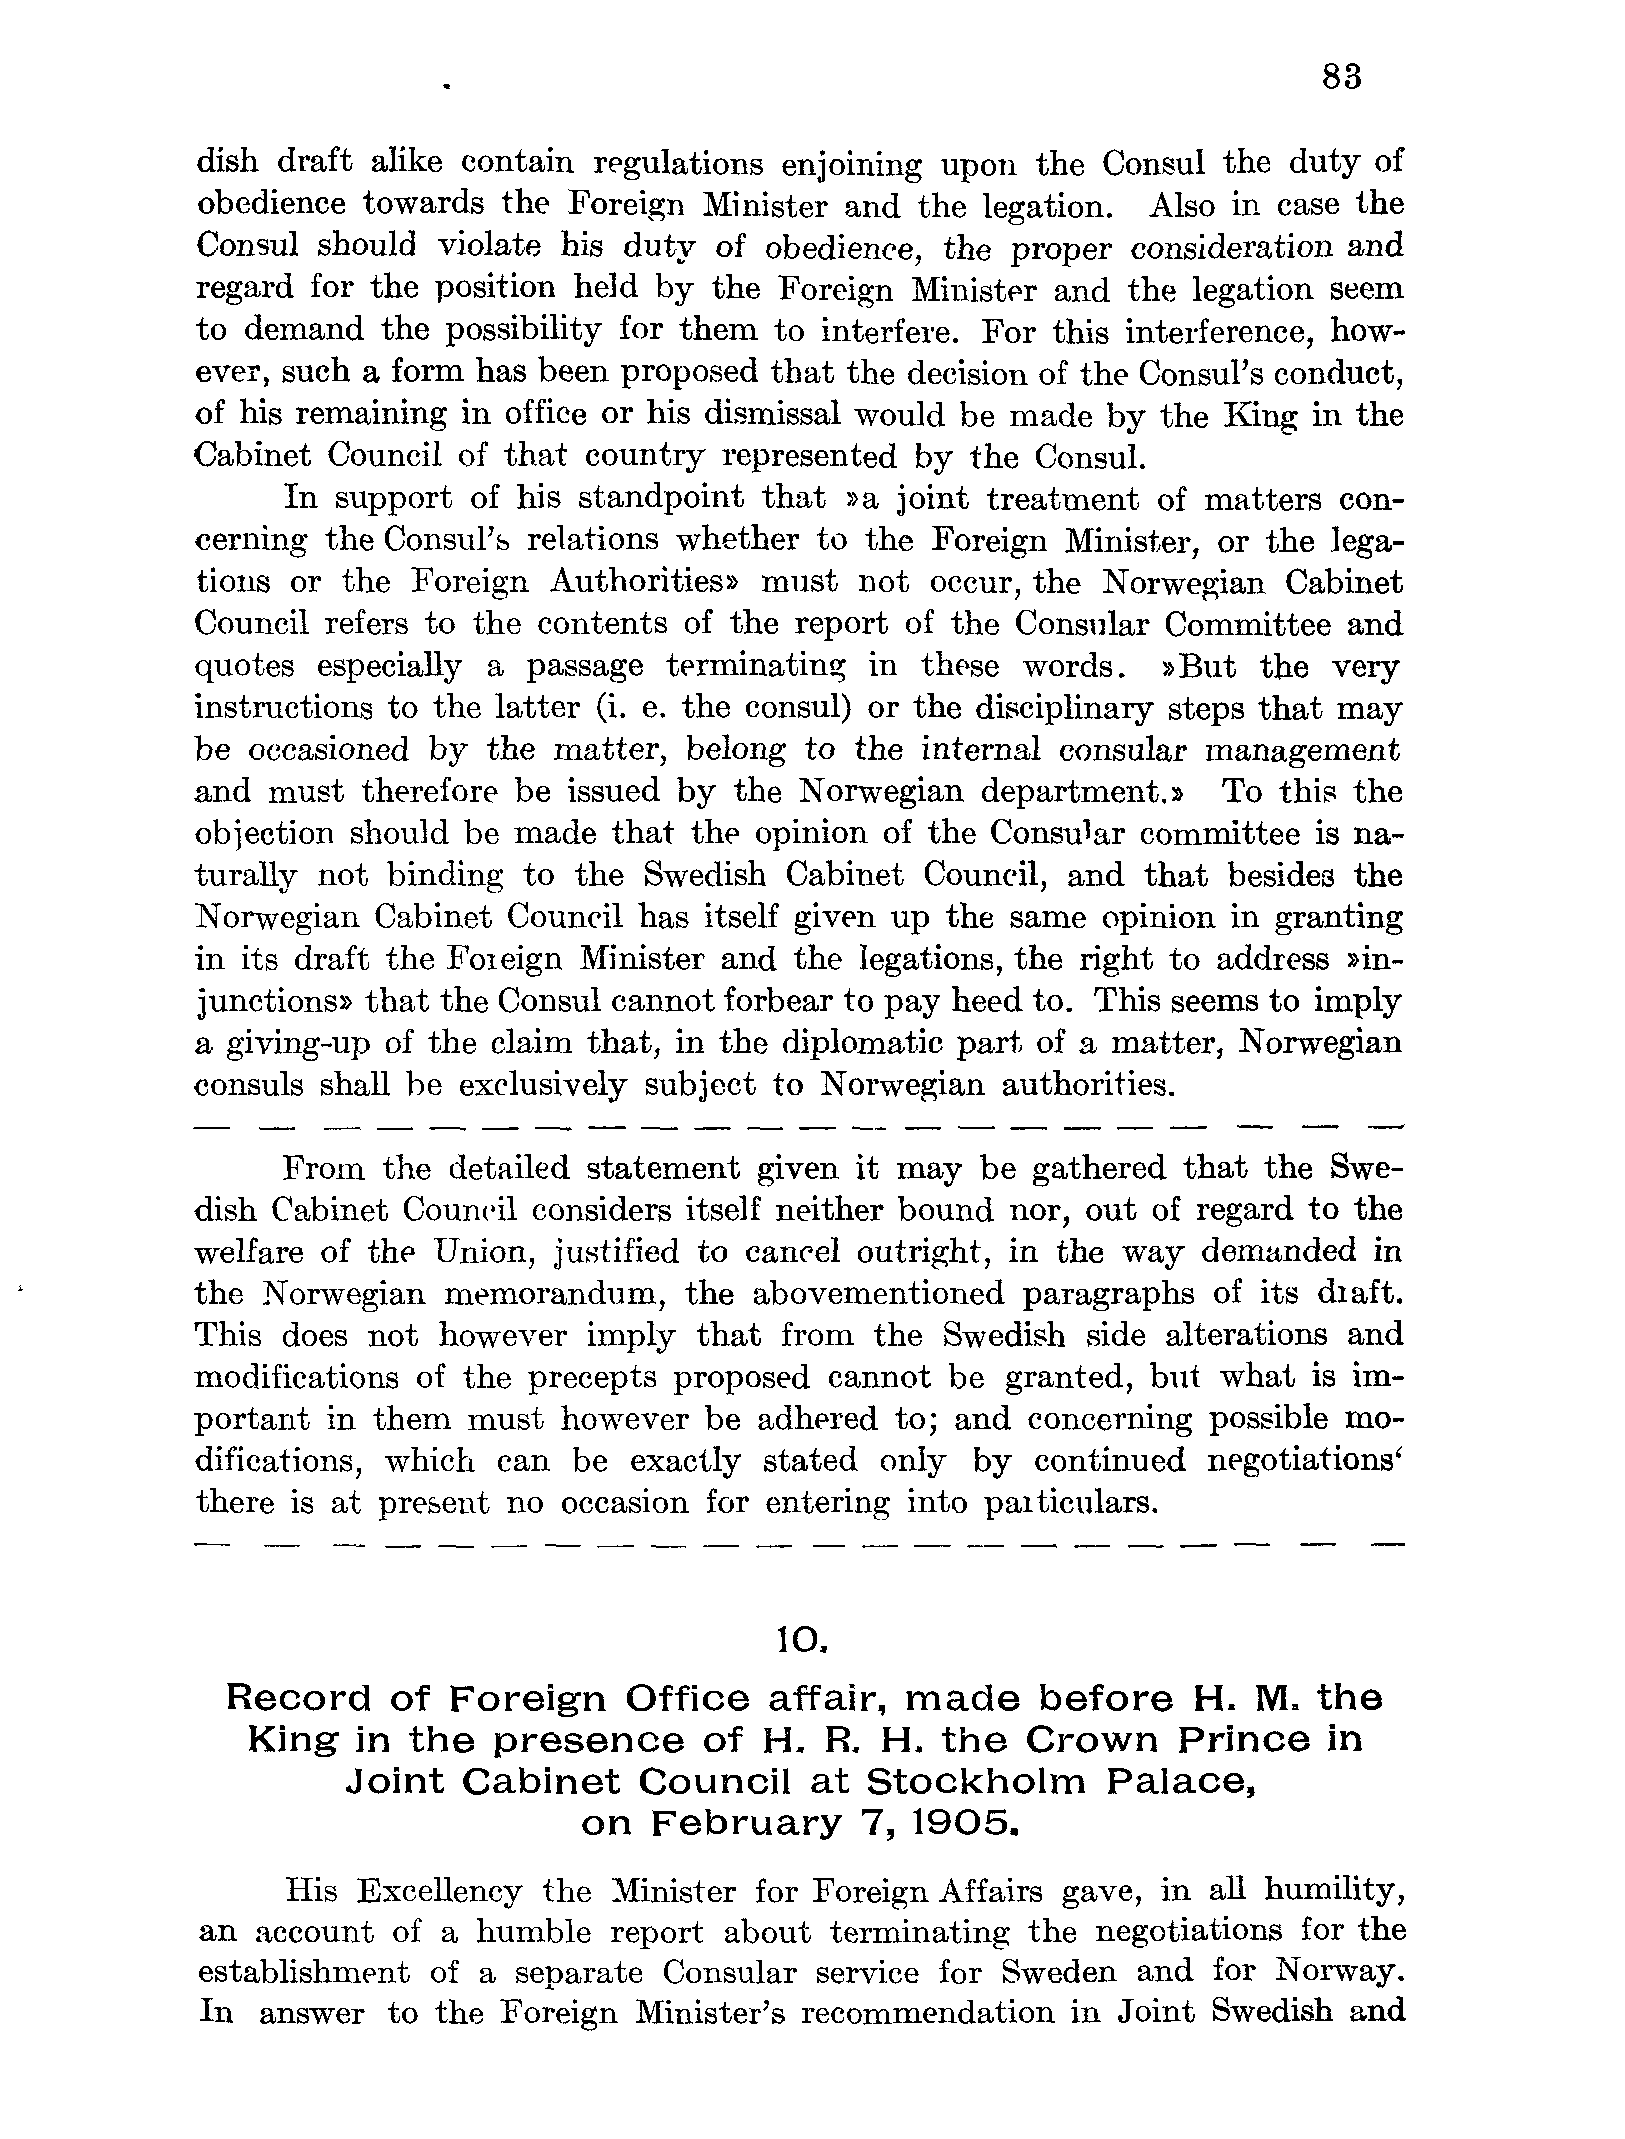 83
dish draft alike contain regulations enjoining upon the Consul the duty of
obedience towards the Foreign Minister and the legation. Also in case the
Consul should violate his duty of obedience, the proper consideration and
regard for the position held by the Foreign Minister and the legation seem
to demand the possibility for them to interfere. For this interference, how-
ever, such a form has been proposed that the decision of the Consul's conduct,
of his remaining in office or his dismissal would be made by the King in the
Cabinet Council of that country represented by the Consul.
In support of his standpoint that »a joint treatment of matters con-
cerning the Consul's relations whether to the Foreign Minister, or the lega-
tions or the Foreign Authorities» must not occur, the Norwegian Cabinet
Council refers to the contents of the report of the Consular Committee and
quotes especially a passage terminating in these words. »But the very
instructions to the latter (i. e. the consul) or the disciplinary steps that may
be occasioned by the matter, belong to the internal consular management
and must therefore be issued by the Norwegian department.» To this the
objection should be made that the opinion of the Consular committee is na-
turally not binding to the Swedish Cabinet Council, and that besides the
Norwegian Cabinet Council has itself given up the same opinion in granting
in its draft the Foreign Minister and the legations, the right to address »in-
junctions» that the Consul cannot forbear to pay heed to. This seems to imply
a giving-up of the claim that, in the diplomatic part of a matter, Norwegian
consuls shall be exclusively subject to Norwegian authorities.
— — — — — — — — — — — — — — — — — — — — — —
From the detailed statement given it may be gathered that the Swe-
dish Cabinet Council considers itself neither bound nor, out of regard to the
welfare of the Union, justified to cancel outright, in the way demanded in
the Norwegian memorandum, the abovementioned paragraphs of its draft.
This does not however imply that from the Swedish side alterations and
modifications of the precepts proposed cannot be granted, but what is im-
portant in them must however be adhered to; and concerning possible mo-
difications, which can be exactly stated only by continued negotiations‘
there is at present no occasion for entering into particulars.
— — — — — — — — — — — — — — — — — — — — — —
10.
Record of Foreign Office affair, made before H. M. the
King in the presence of H. R. H. the Crown Prince in
Joint Cabinet Council at Stockholm Palace,
on February 7, 1905.
His Excellency the Minister for Foreign Affairs gave, in all humility,
an account of a humble report about terminating the negotiations for the
establishment of a separate Consular service for Sweden and for Norway.
In answer to the Foreign Minister's recommendation in Joint Swedish and